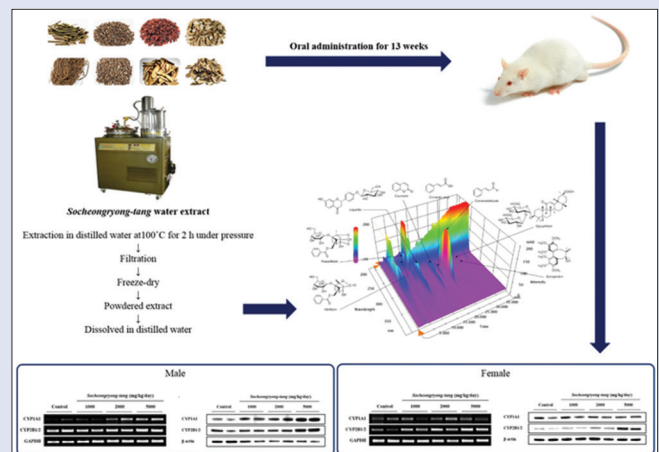 Oral administration for 13 weeks
Socheongryong-tang water extract
Extraction in distilled water at100°C for 2 h under pressure
Filtration
Freeze-dry
Powdered extract
Dissolved in distilled water
Wavelength
Time
Intensity
Male
Socheongryong-tang (mg/kg/day)
Control 1000 2000 5000
CYP1A1
CYP2B1/2
GAPDH
Socheongryong-tang (mg/kg/day)
Control 1000 2000 5000
CYP1A1
CYP2B1/2
β-actin
Female
Socheongryong-tang (mg/kg/day)
Control 1000 2000 5000
CYP1A1
CYP2B1/2
GAPDH
Socheongryong-tang (mg/kg/day)
Control 1000 2000 5000
CYP1A1
CYP2B1/2
β-actin